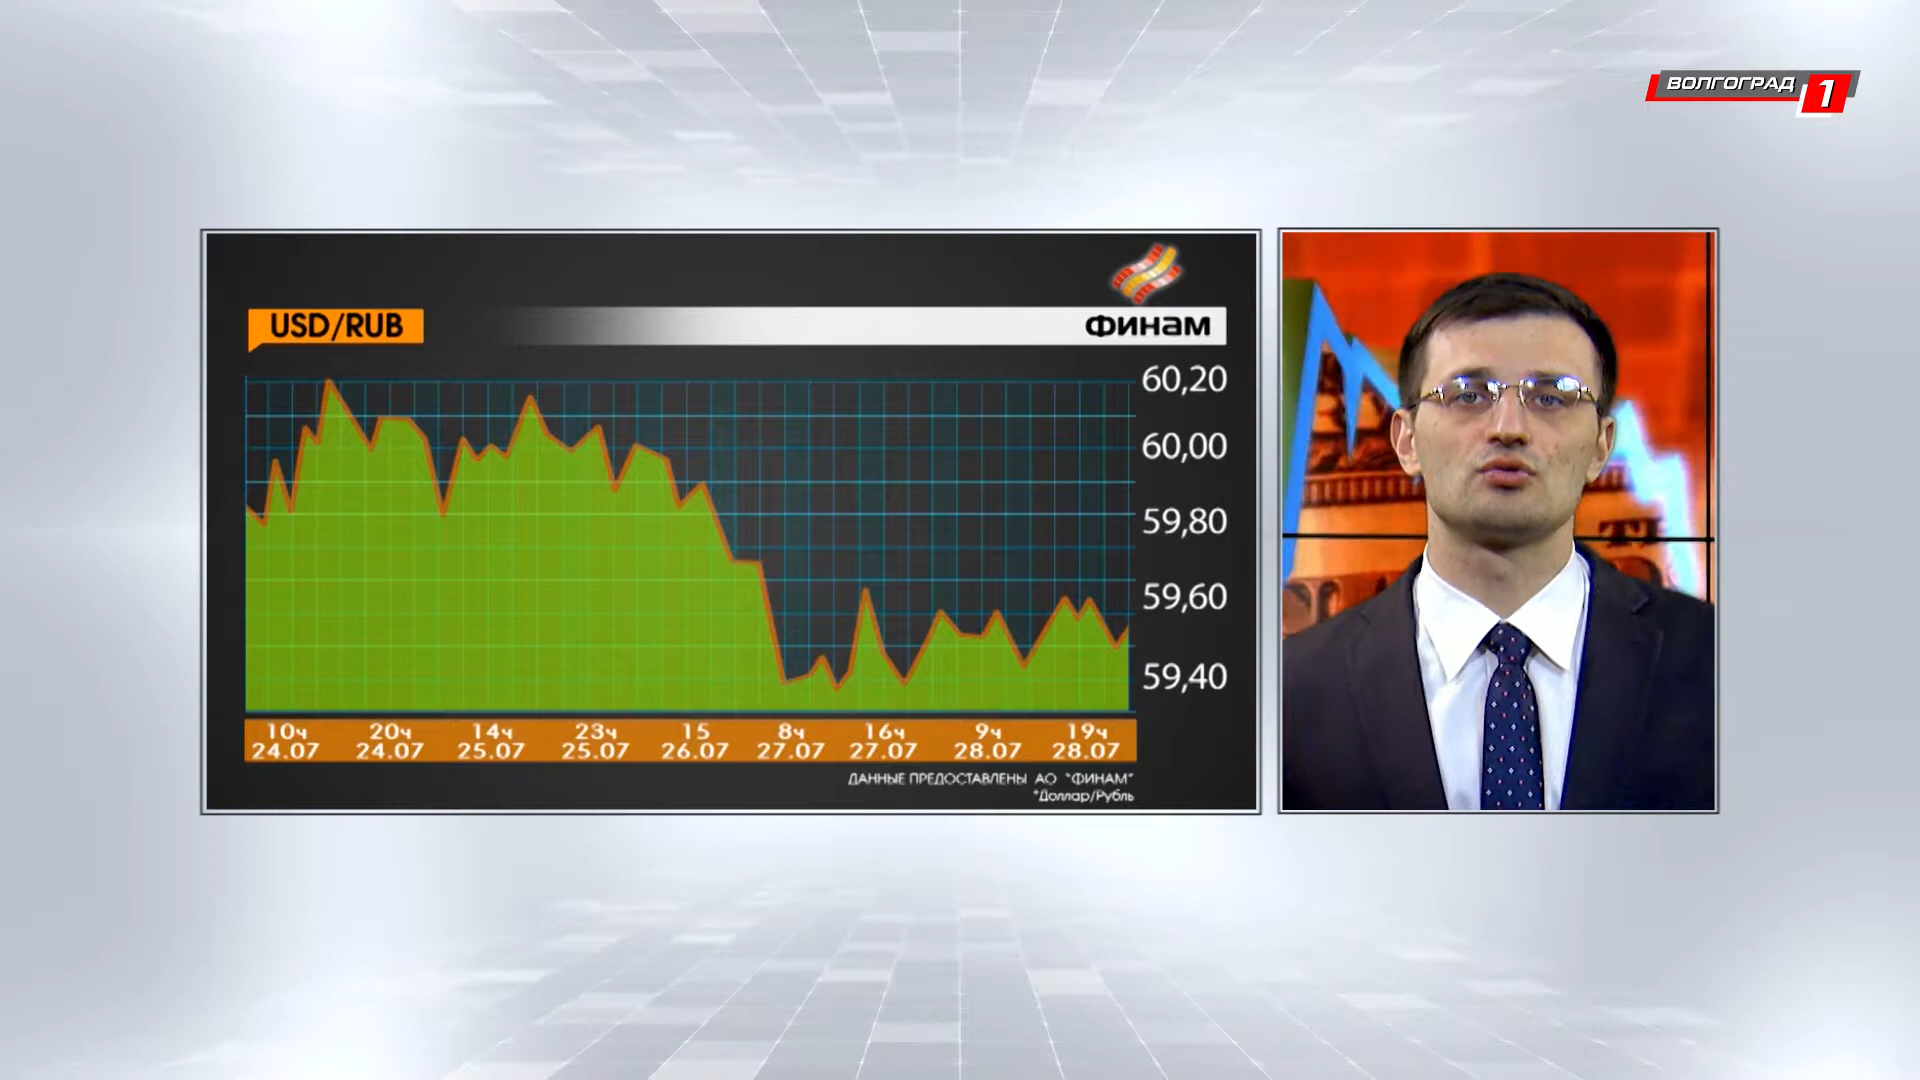 ВОЛГОГРАД 1
USD/RUB
Финам
60,20
60,00
59,80
59,60
59,40
10ч 20ч 14ч 23ч 15 8ч 16ч 9ч 19ч
24.07 24.07 25.07 25.07 26.07 27.07 27.07 28.07 28.07
ДАННЫЕ ПРЕДОСТАВЛЕНЫ АО "ФИНАМ"
*Доллар/Рубль